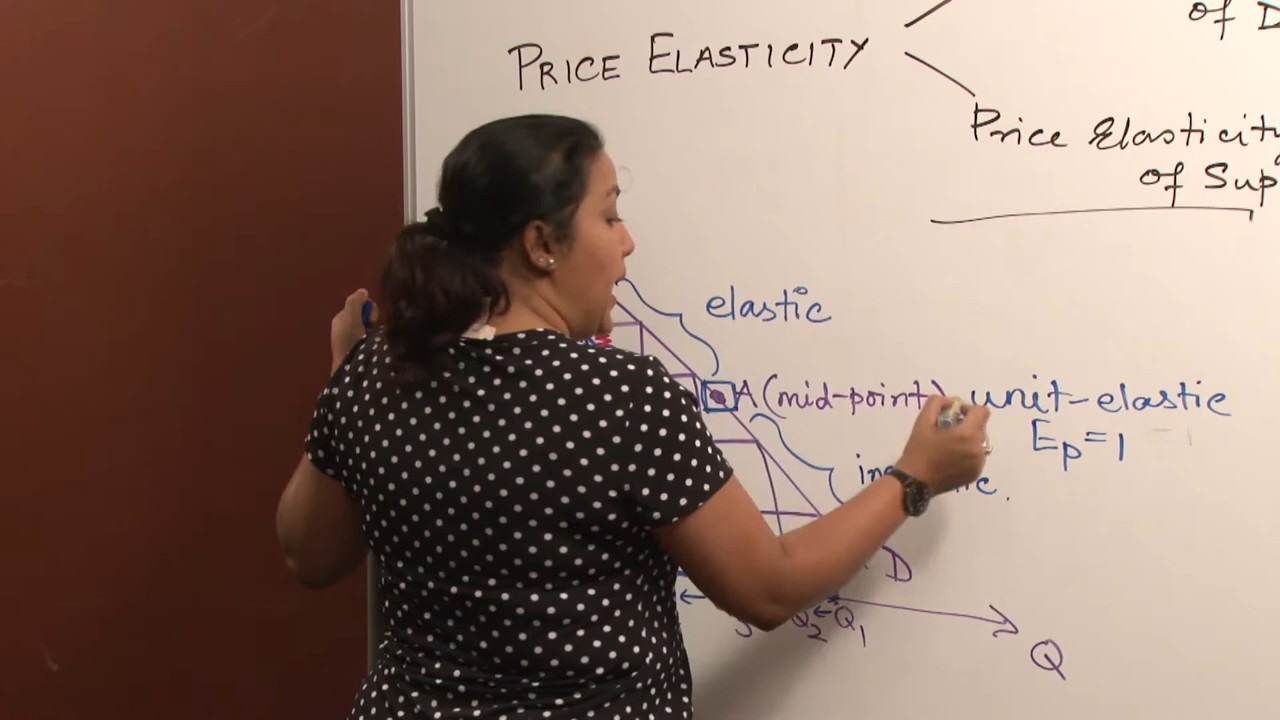 of D
PRICE ELASTICITY
Price Elasticity
of Sup
elastic
A (mid-point) unit-elastic
Ep = 1
D
Q2 Q1
Q